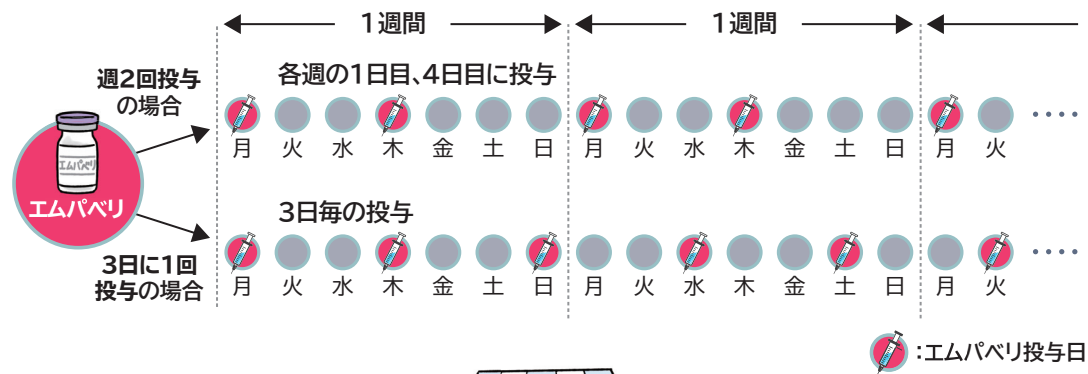 1週間 1週間
週2回投与
の場合
各週の1日目、4日目に投与
月 火 水 木 金 土 日 月 火 水 木 金 土 日 月 火 ····
エムパベリ
エムパベリ
3日毎の投与
3日に1回
投与の場合
月 火 水 木 金 土 日 月 火 水 木 金 土 日 月 火 ····
:エムパベリ投与日